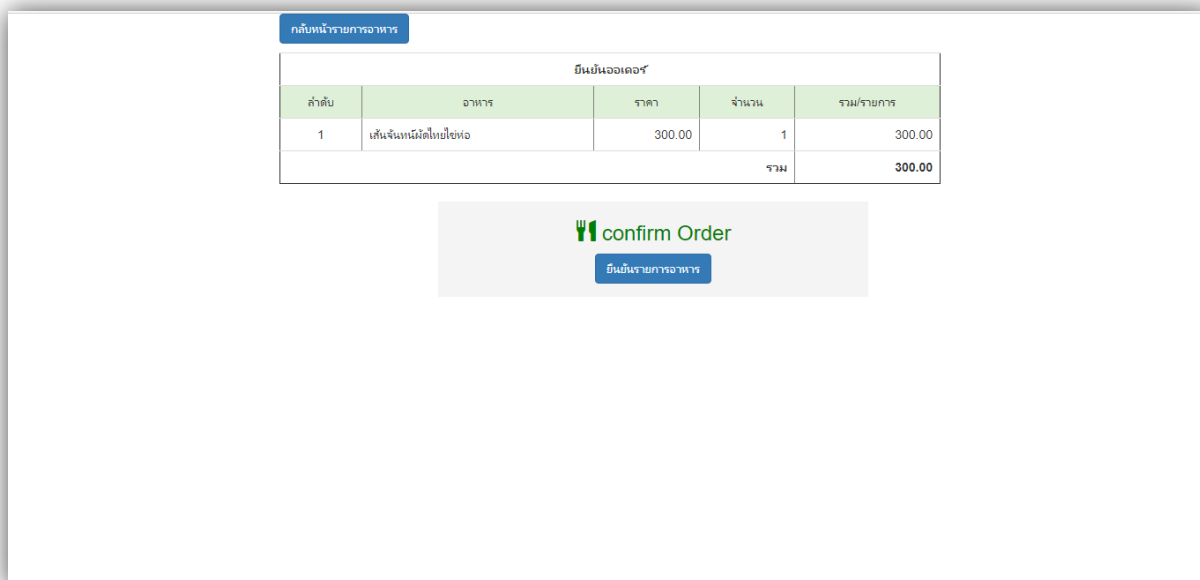 กลับหน้ารายการอาหาร
ยืนยันออเดอร์
ลำดับ อาหาร ราคา จำนวน รวม/รายการ
1 เส้นจันทน์ผัดไทยไข่ห่อ 300.00 1 300.00
รวม 300.00
confirm Order
ยืนยันรายการอาหาร